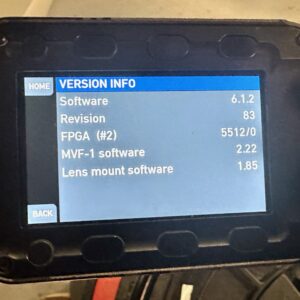 HOME VERSION INFO
Software 6.1.2
Revision 83
FPGA (#2) 5512/0
MVF-1 software 2.22
Lens mount software 1.85
BACK